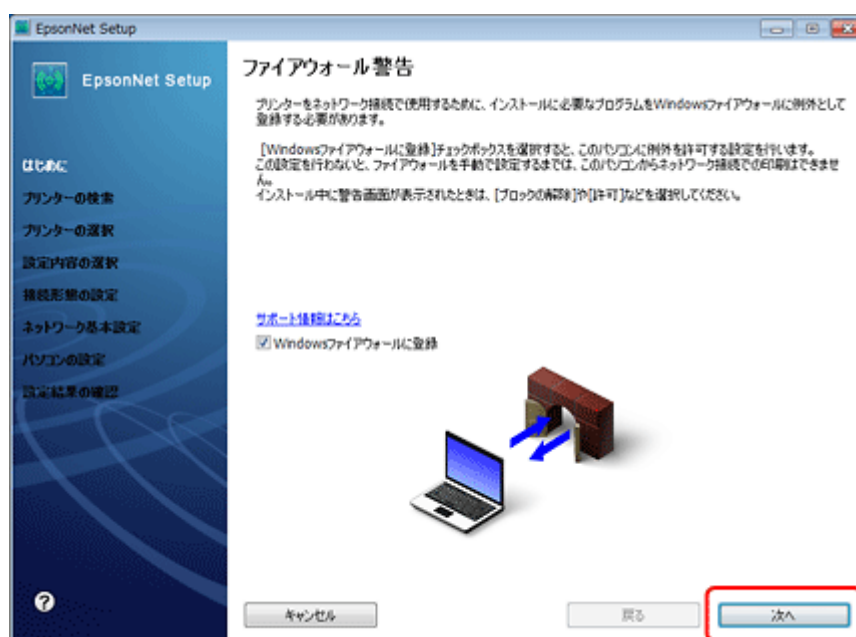 EpsonNet Setup
EpsonNet Setup
はじめに
プリンターの検索
プリンターの選択
設定内容の選択
接続形態の設定
ネットワーク基本設定
パソコンの設定
設定結果の確認
ファイアウォール警告
プリンターをネットワーク接続で使用するために、インストールに必要なプログラムをWindowsファイアウォールに例外として
登録する必要があります。
[Windowsファイアウォールに登録]チェックボックスを選択すると、このパソコンに例外を許可する設定を行います。
この設定を行わないと、ファイアウォールを手動で設定するまでは、このパソコンからネットワーク接続での印刷はできませ
ん。
インストール中に警告画面が表示されたときは、[ブロックの解除]や[許可]などを選択してください。
サポート情報はこちら
Windowsファイアウォールに登録
?
キャンセル
戻る
次へ